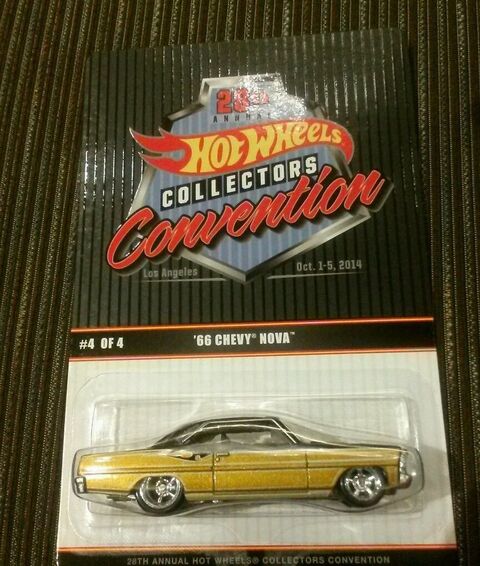 28th
ANNUAL
HOT WHEELS
COLLECTORS
Convention
Los Angeles
Oct. 1-5, 2014
#4 OF 4
'66 CHEVY® NOVA™
28TH ANNUAL HOT WHEELS® COLLECTORS CONVENTION